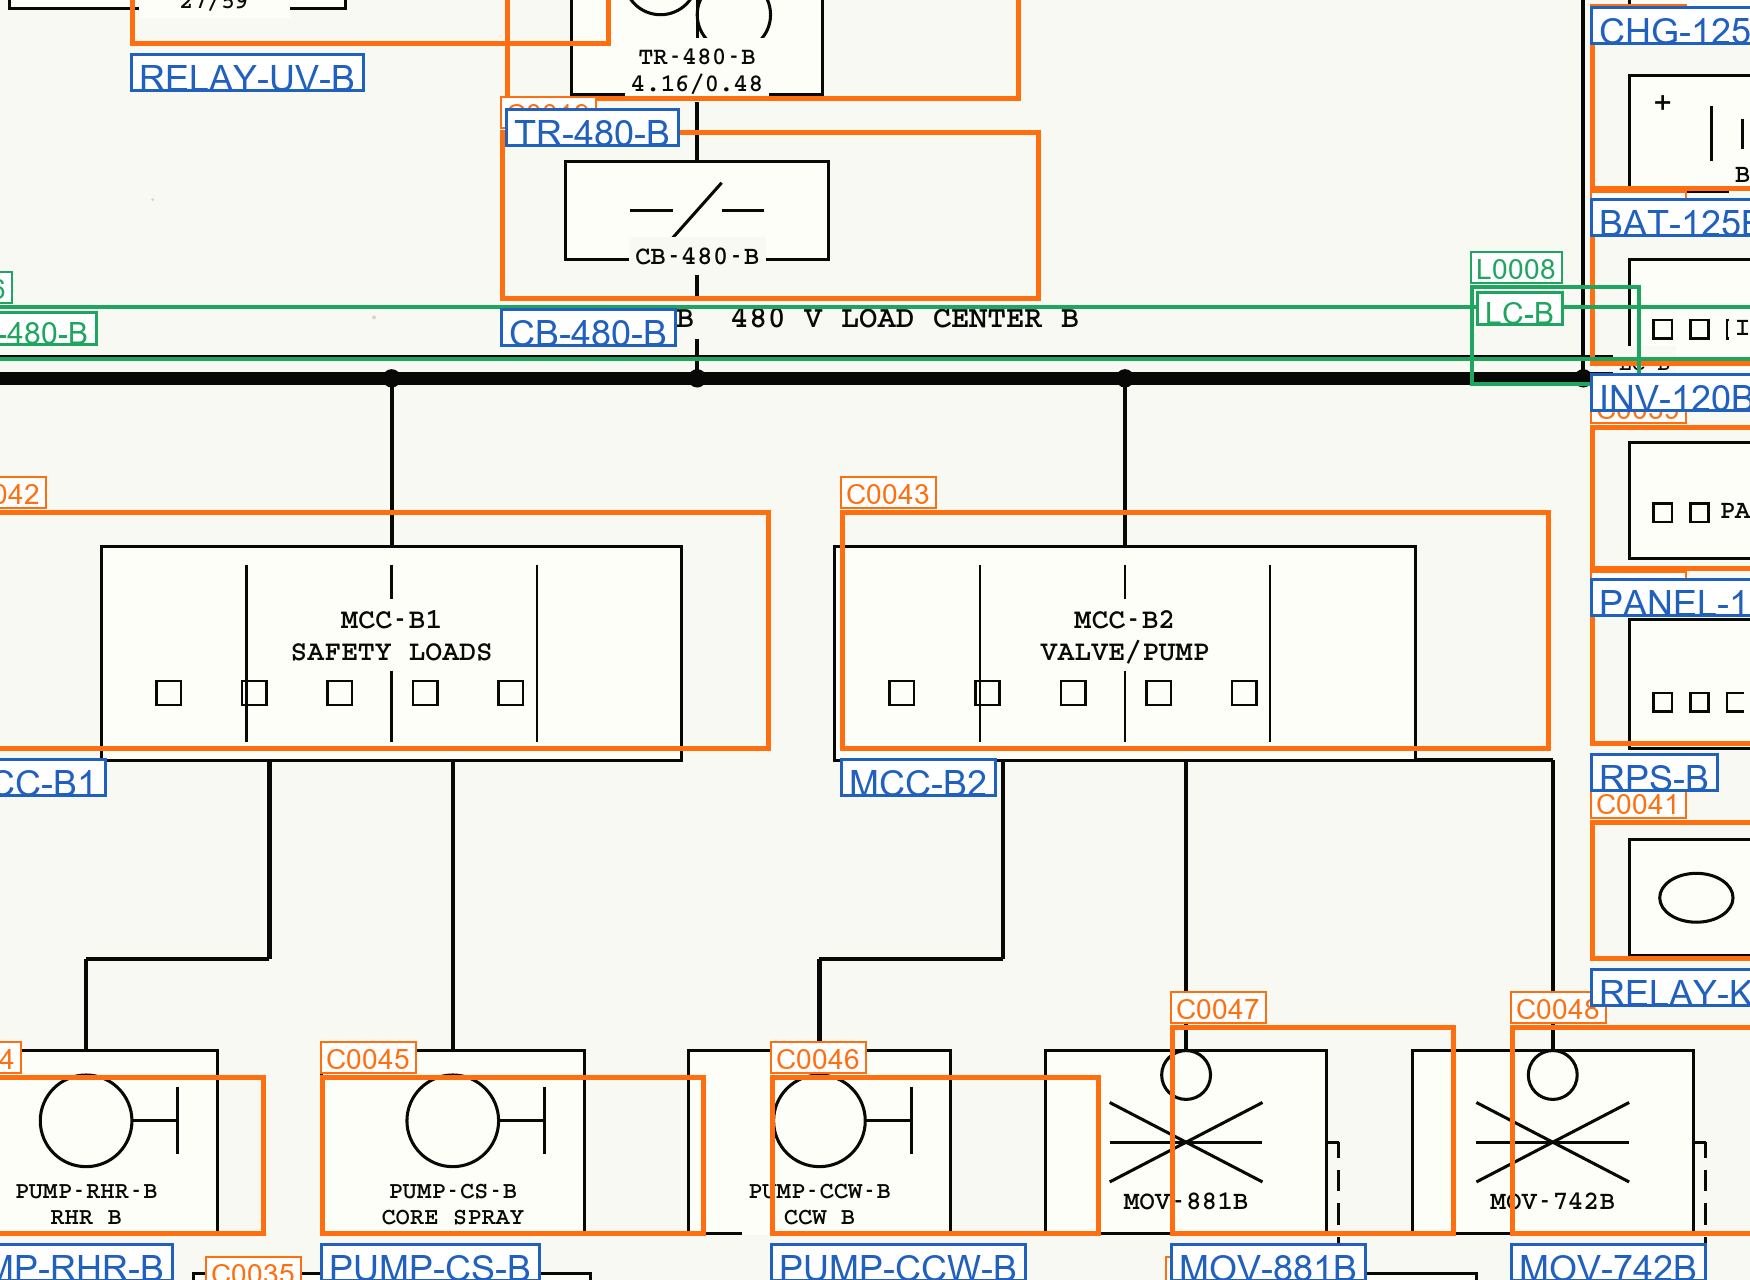 27/59
CHG-125
RELAY-UV-B
TR-480-B
4.16/0.48
+
TR-480-B
B
BAT-125B
CB-480-B
L0008
B 480 V LOAD CENTER B
LC-B
-480-B
CB-480-B
I
INV-120B
C0039
042
C0043
PA
PANEL-1
MCC-B1
SAFETY LOADS
MCC-B2
VALVE/PUMP
CC-B1
MCC-B2
RPS-B
C0041
RELAY-K
C0047
C0048
4
C0045
C0046
PUMP-RHR-B
RHR B
PUMP-CS-B
CORE SPRAY
PUMP-CCW-B
CCW B
MOV-881B
MOV-742B
MP-RHR-B
C0035
PUMP-CS-B
PUMP-CCW-B
MOV-881B
MOV-742B